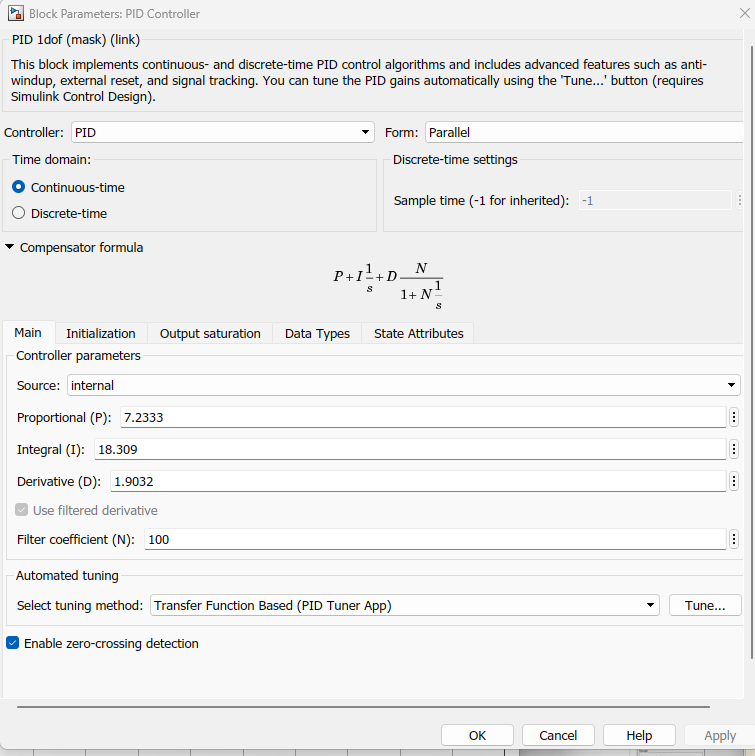 Block Parameters: PID Controller
PID 1dof (mask) (link)
This block implements continuous- and discrete-time PID control algorithms and includes advanced features such as anti-
windup, external reset, and signal tracking. You can tune the PID gains automatically using the 'Tune...' button (requires
Simulink Control Design).
Controller: PID Form: Parallel
Time domain: Discrete-time settings
Continuous-time
Sample time (-1 for inherited): -1
Discrete-time
Compensator formula
P + I 1/s + D N/(1 + N 1/s)
Main Initialization Output saturation Data Types State Attributes
Controller parameters
Source: internal
Proportional (P): 7.2333
Integral (I): 18.309
Derivative (D): 1.9032
Use filtered derivative
Filter coefficient (N): 100
Automated tuning
Select tuning method: Transfer Function Based (PID Tuner App) Tune...
Enable zero-crossing detection
OK Cancel Help Apply